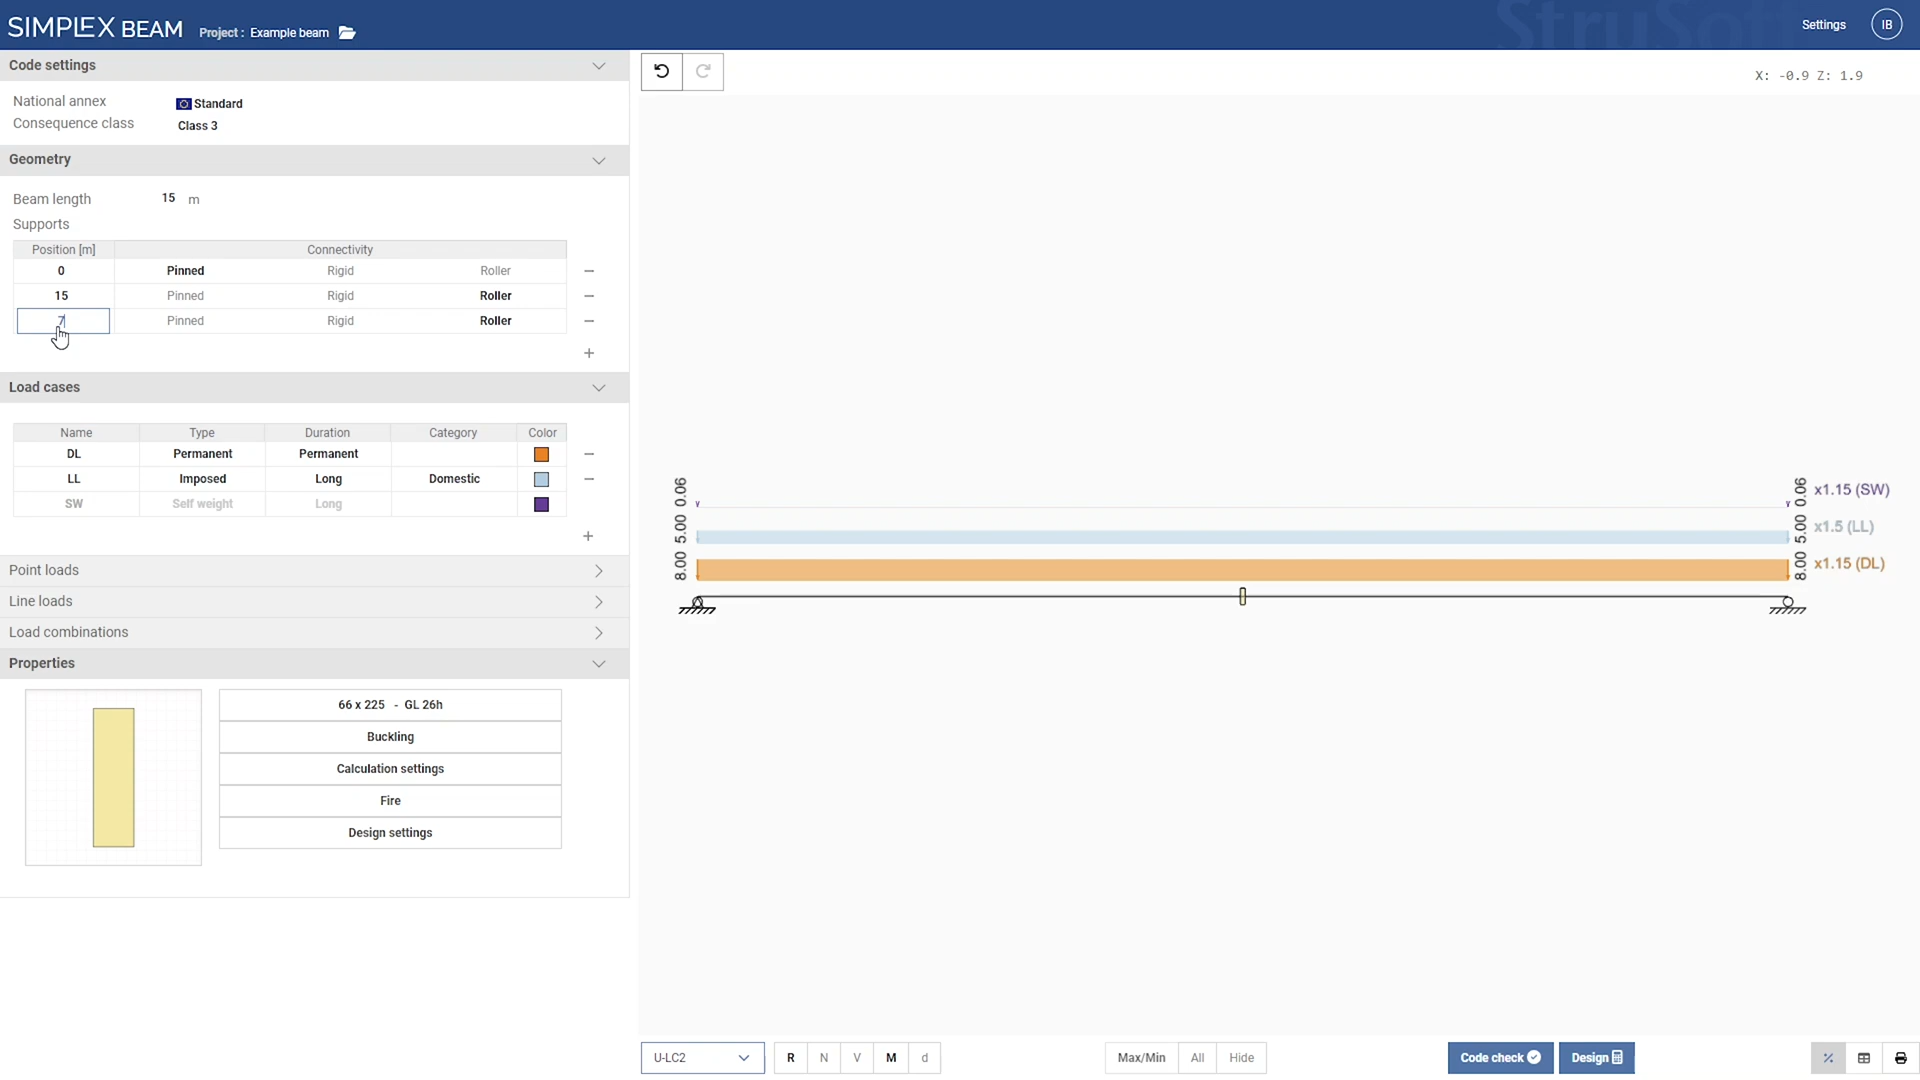 SIMPLEX BEAM Project : Example beam
StruSoft
Settings IB
Code settings
X: -0.9 Z: 1.9
National annex Standard
Consequence class Class 3
Geometry
Beam length 15 m
Supports
Position [m] Connectivity
0 Pinned Rigid Roller
15 Pinned Rigid Roller
7 Pinned Rigid Roller
Load cases
Name Type Duration Category Color
DL Permanent Permanent
LL Imposed Long Domestic
SW Self weight Long
Point loads
Line loads
Load combinations
Properties
66 x 225 - GL 26h
Buckling
Calculation settings
Fire
Design settings
0.06 0.06 x1.15 (SW)
5.00 5.00 x1.5 (LL)
8.00 8.00 x1.15 (DL)
U-LC2 R N V M d Max/Min All Hide Code check Design